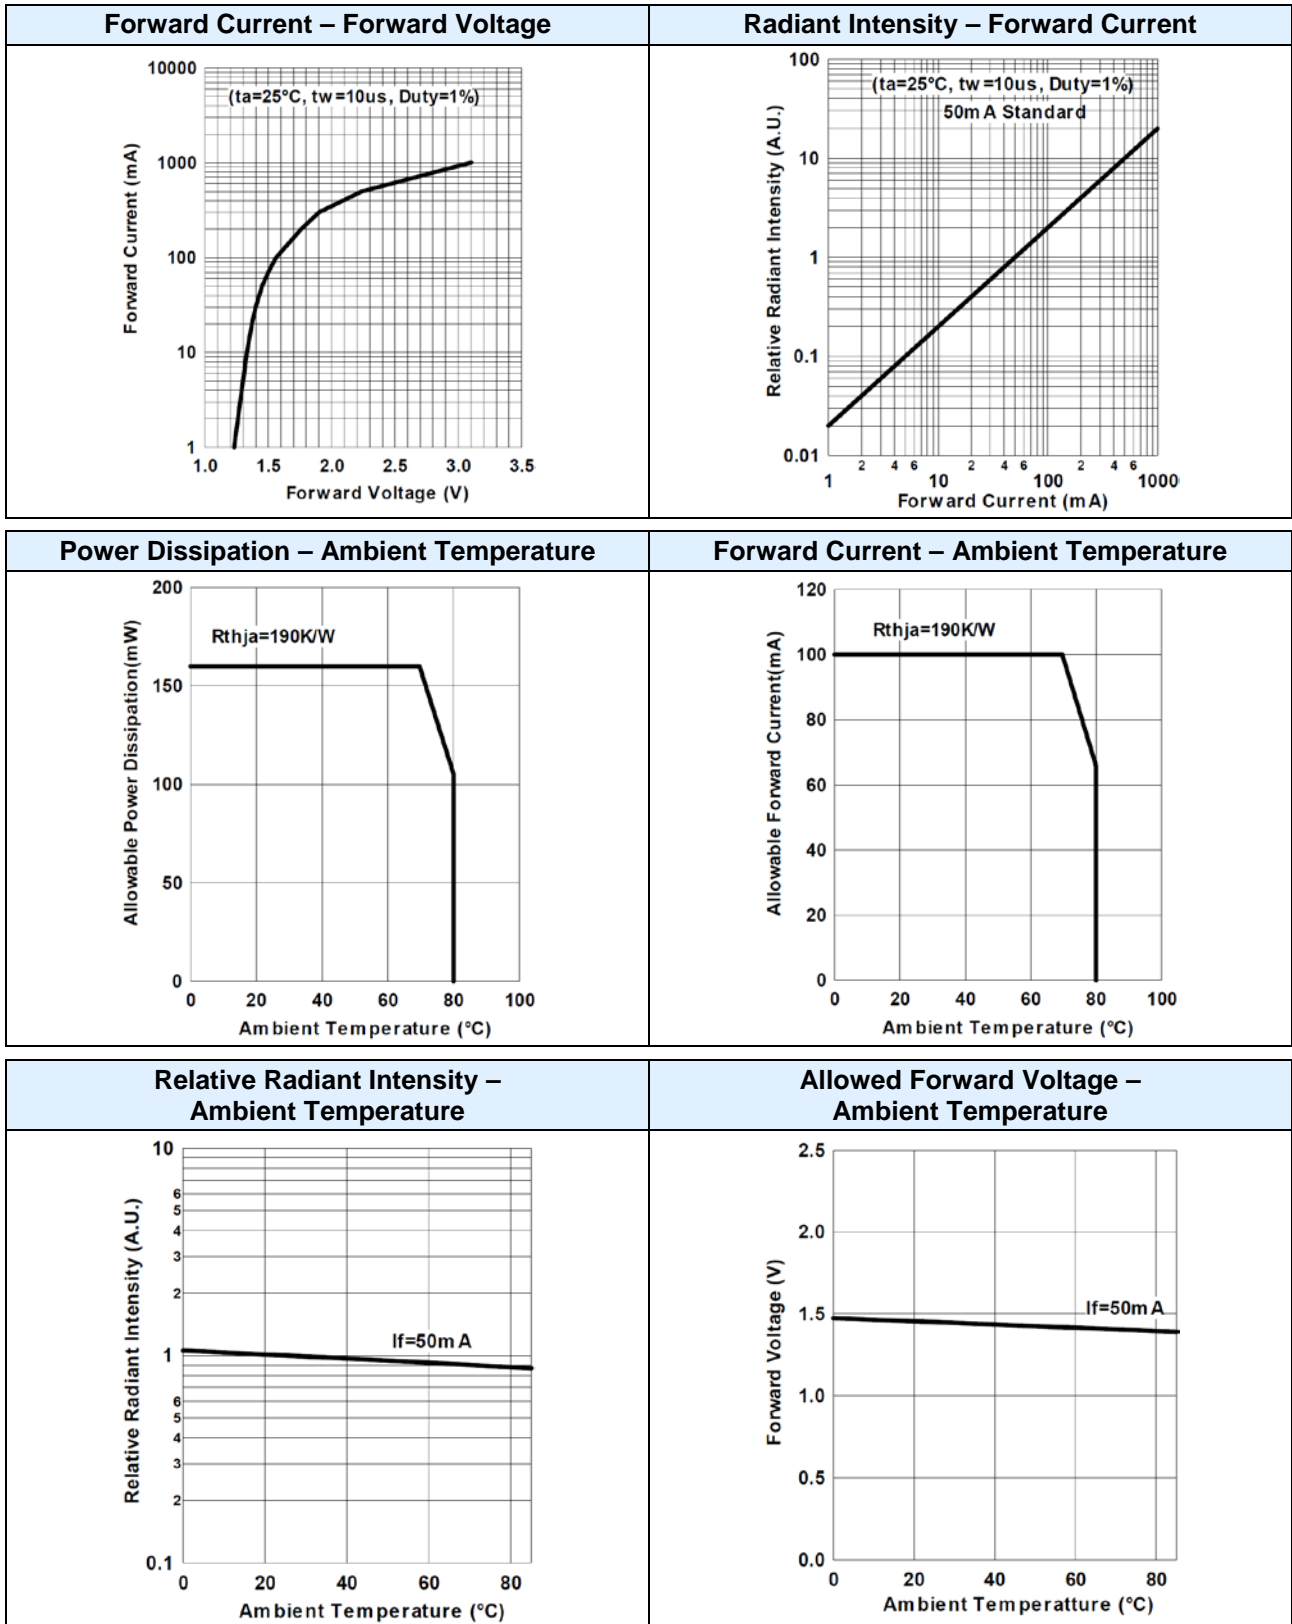 Forward Current – Forward Voltage
Radiant Intensity – Forward Current
10000
1000
100
10
1
Forward Current (mA)
(ta=25°C, tw=10us, Duty=1%)
1.0 1.5 2.0 2.5 3.0 3.5
Forward Voltage (V)
100
10
1
0.1
0.01
Relative Radiant Intensity (A.U.)
(ta=25°C, tw=10us, Duty=1%)
50mA Standard
2 4 6 2 4 6 2 4 6
1 10 100 1000
Forward Current (mA)
Power Dissipation – Ambient Temperature
Forward Current – Ambient Temperature
200
150
100
50
0
Allowable Power Dissipation(mW)
Rthja=190K/W
0 20 40 60 80 100
Ambient Temperature (°C)
120
100
80
60
40
20
0
Allowable Forward Current(mA)
Rthja=190K/W
0 20 40 60 80 100
Ambient Temperature (°C)
Relative Radiant Intensity –
Ambient Temperature
Allowed Forward Voltage –
Ambient Temperature
10
6
5
4
3
2
1
6
5
4
3
2
0.1
Relative Radiant Intensity (A.U.)
If=50mA
0 20 40 60 80
Ambient Temperature (°C)
2.5
2.0
1.5
1.0
0.5
0.0
Forward Voltage (V)
If=50mA
0 20 40 60 80
Ambient Temperatture (°C)